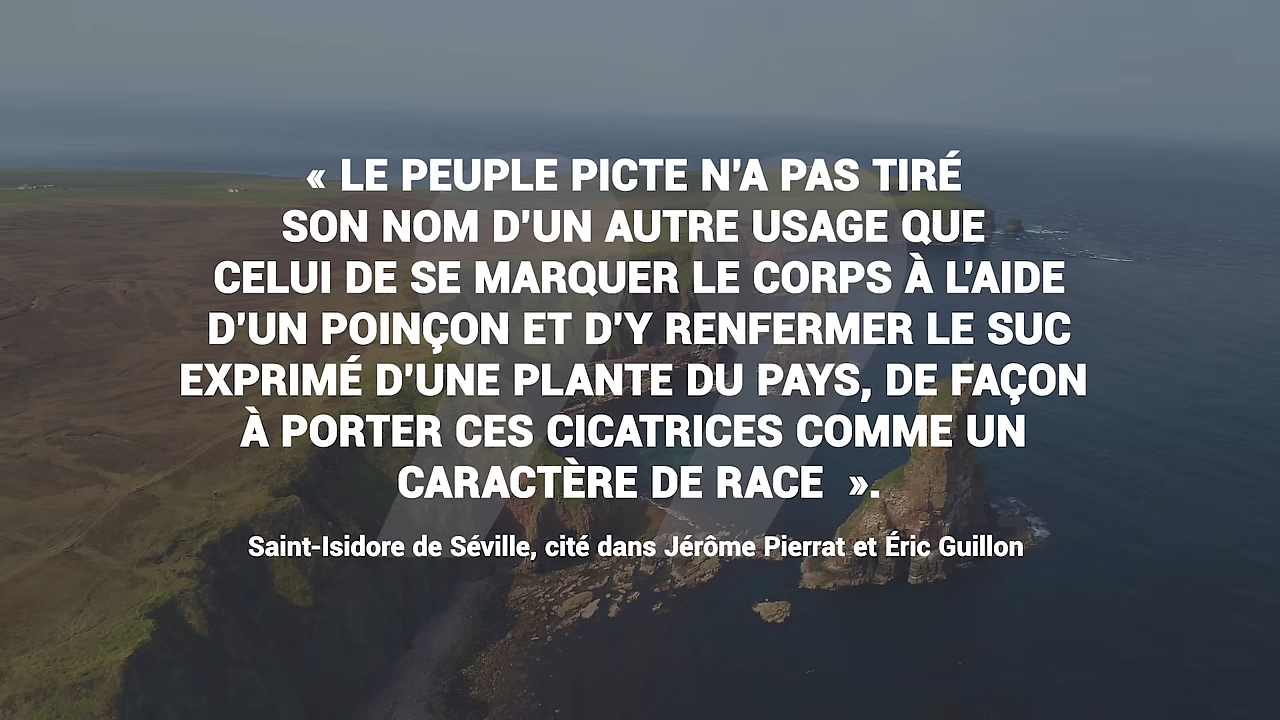 « LE PEUPLE PICTE N'A PAS TIRÉ
SON NOM D'UN AUTRE USAGE QUE
CELUI DE SE MARQUER LE CORPS À L'AIDE
D'UN POINÇON ET D'Y RENFERMER LE SUC
EXPRIMÉ D'UNE PLANTE DU PAYS, DE FAÇON
À PORTER CES CICATRICES COMME UN
CARACTÈRE DE RACE  ».
Saint-Isidore de Séville, cité dans Jérôme Pierrat et Éric Guillon